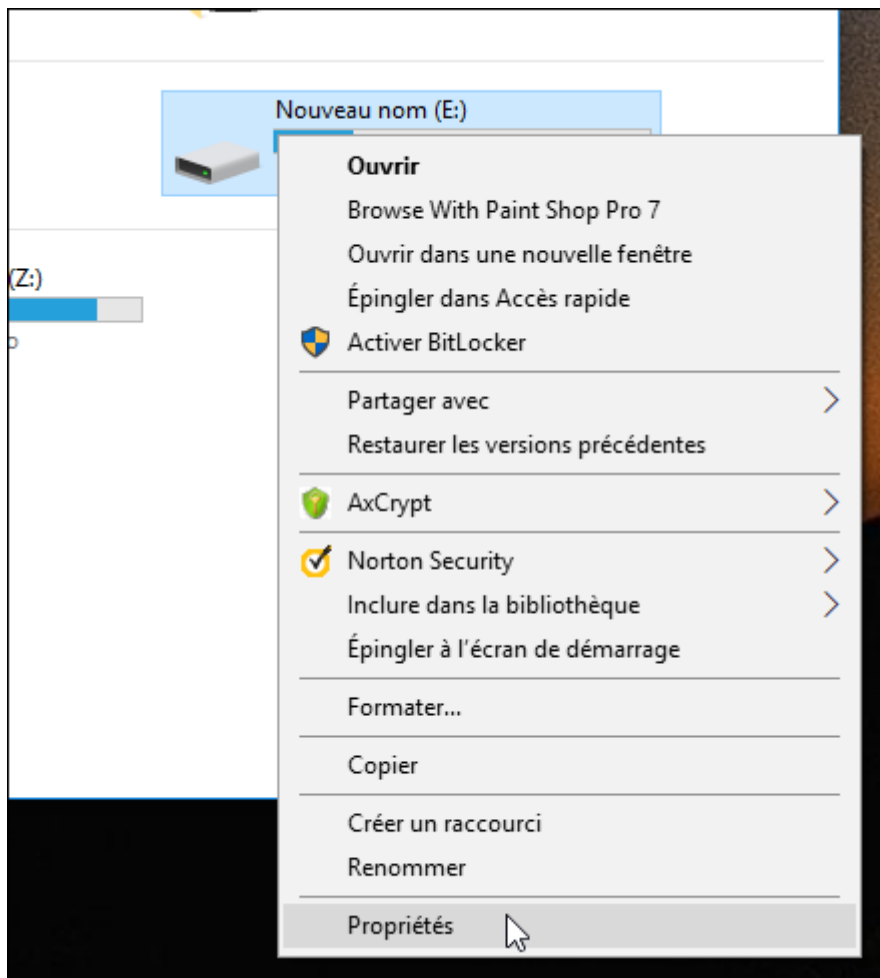 Nouveau nom (E:)
Ouvrir
Browse With Paint Shop Pro 7
Ouvrir dans une nouvelle fenêtre
(Z:)
Épingler dans Accès rapide
Activer BitLocker
Partager avec
Restaurer les versions précédentes
AxCrypt
Norton Security
Inclure dans la bibliothèque
Épingler à l'écran de démarrage
Formater...
Copier
Créer un raccourci
Renommer
Propriétés